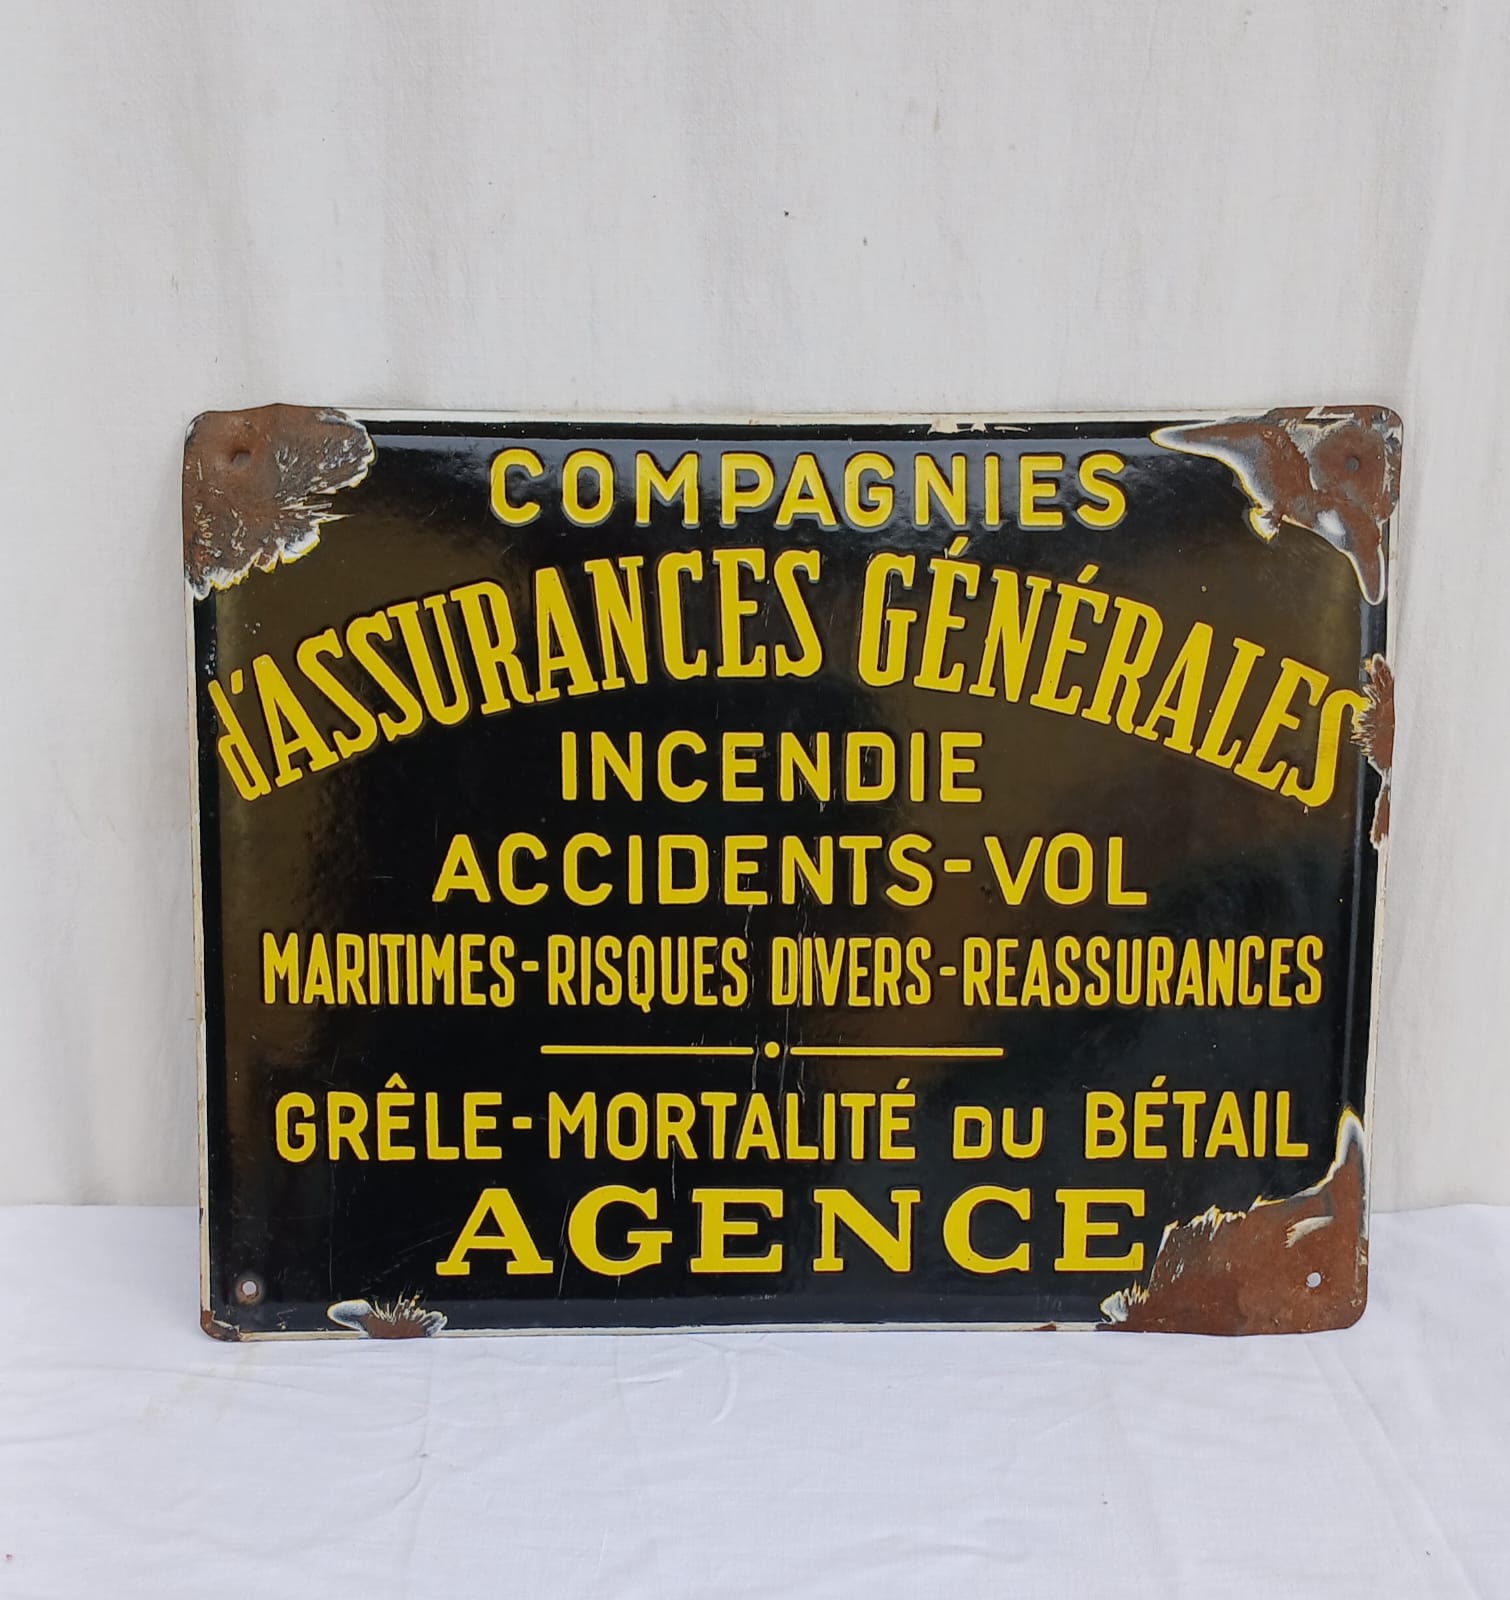 COMPAGNIES
d'ASSURANCES GÉNÉRALES
INCENDIE
ACCIDENTS-VOL
MARITIMES-RISQUES DIVERS-REASSURANCES
GRÊLE-MORTALITÉ DU BÉTAIL
AGENCE